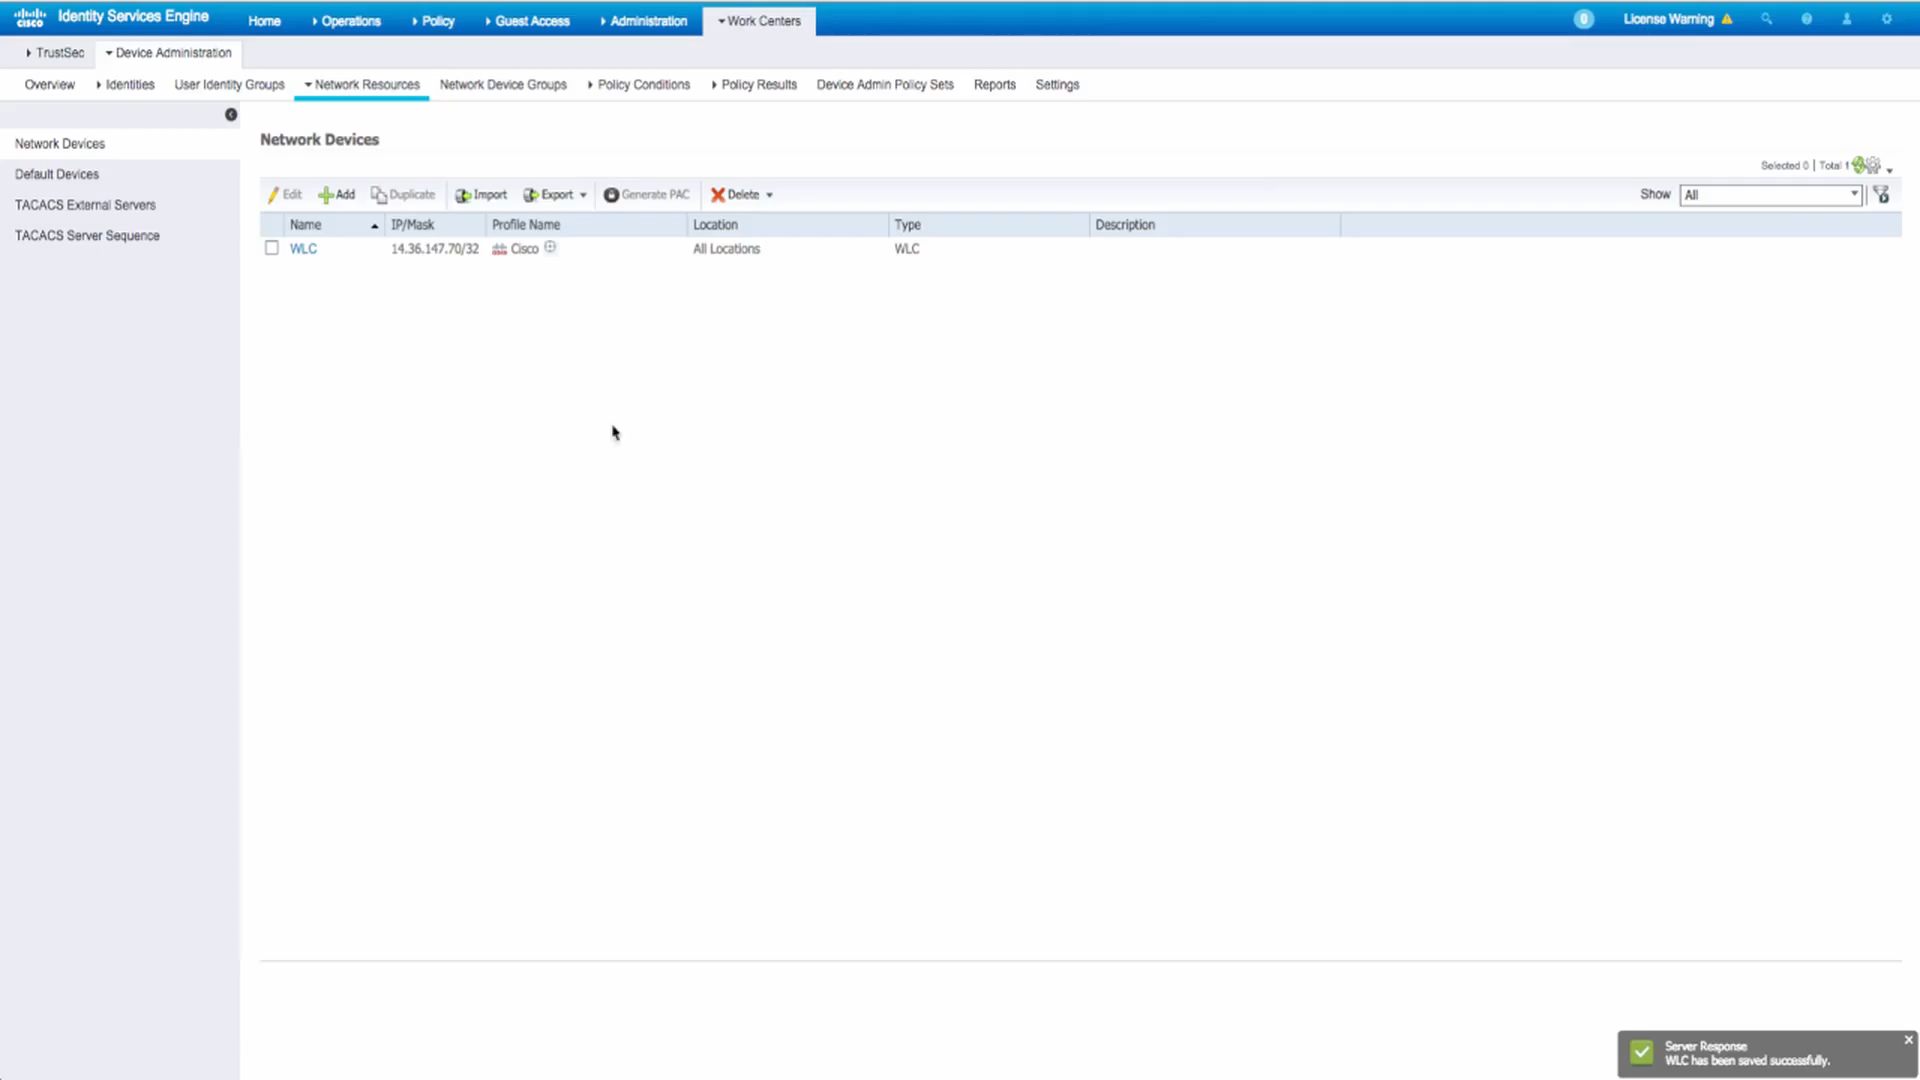 cisco Identity Services Engine Home Operations Policy Guest Access Administration Work Centers 0 License Warning
TrustSec Device Administration
Overview Identities User Identity Groups Network Resources Network Device Groups Policy Conditions Policy Results Device Admin Policy Sets Reports Settings
Network Devices
Default Devices
TACACS External Servers
TACACS Server Sequence
Network Devices
Selected 0 | Total 1
Edit Add Duplicate Import Export Generate PAC Delete Show All
Name IP/Mask Profile Name Location Type Description
WLC 14.36.147.70/32 Cisco All Locations WLC
Server Response
WLC has been saved successfully.